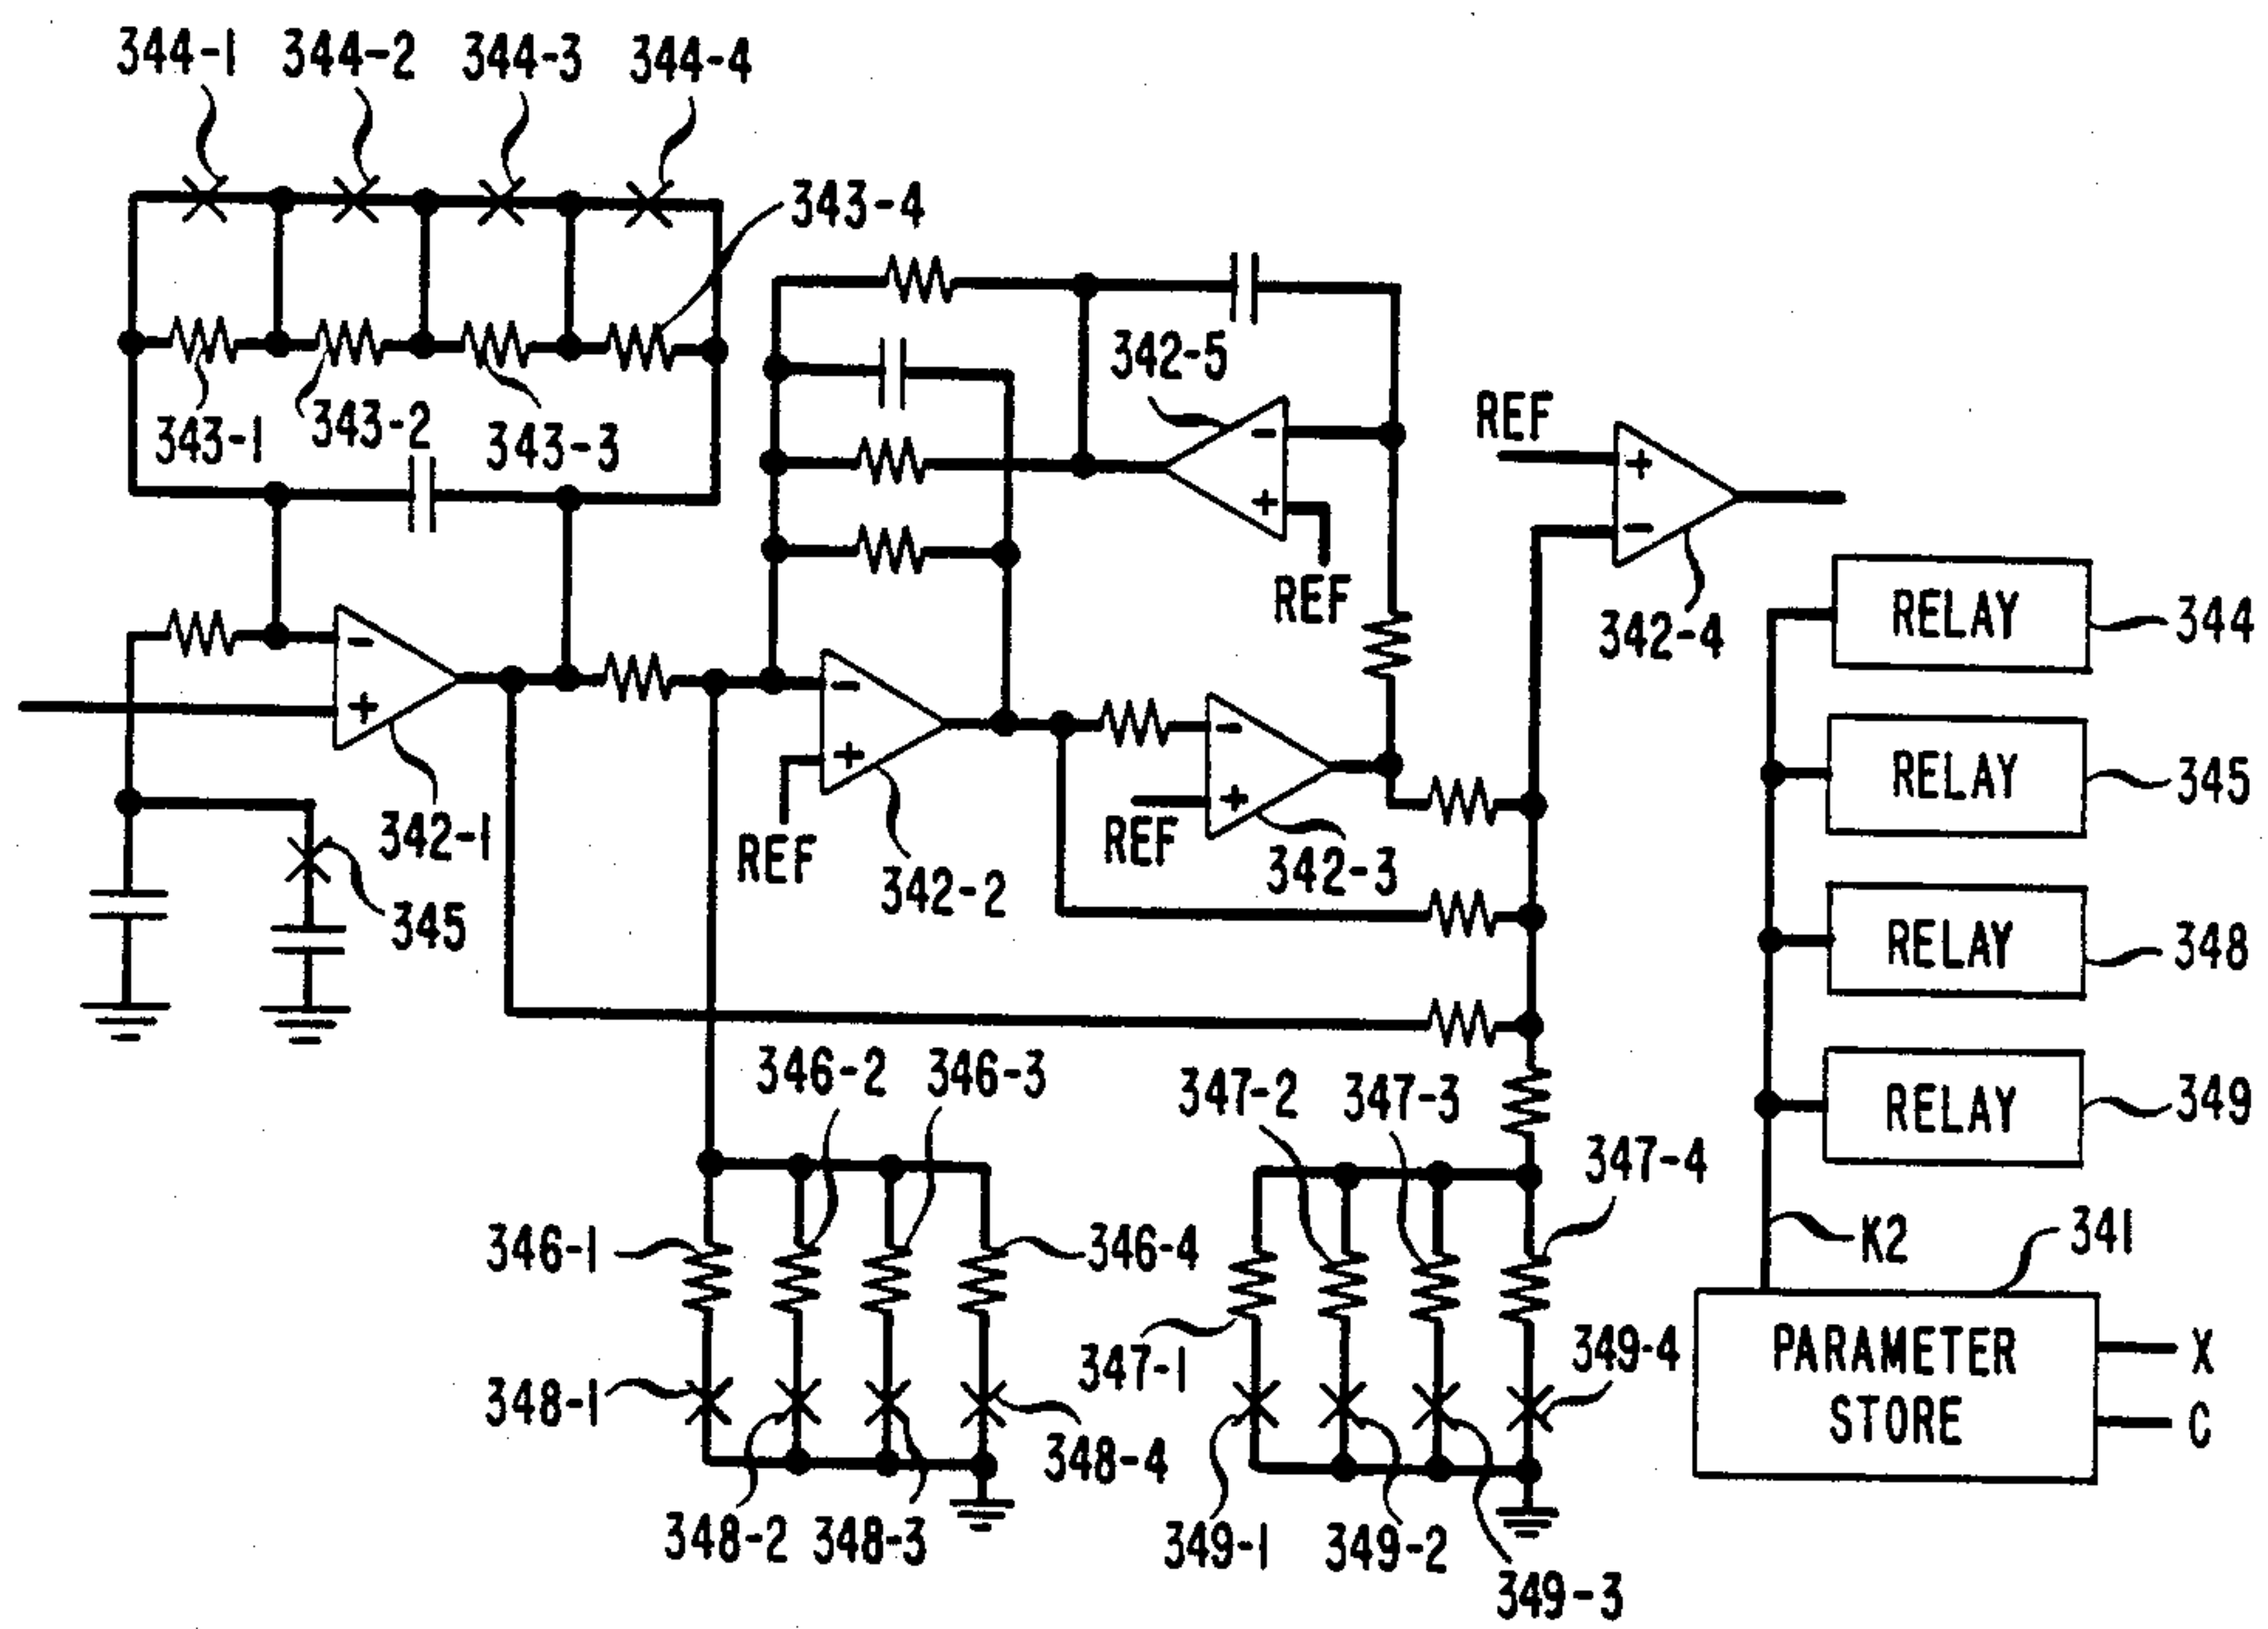 344-1 344-2 344-3 344-4
343-4
343-1 343-2 343-3
342-5
REF
-
+
REF
+
-
342-4
RELAY 344
-
+
342-1
-
+
REF
342-2
-
+
REF
342-3
RELAY 345
345
RELAY 348
346-2 346-3
347-2 347-3
RELAY 349
347-4
346-1
346-4
K2
341
347-1
349-4
PARAMETER
STORE
X
C
348-1
348-4
348-2 348-3
349-1 349-2
349-3